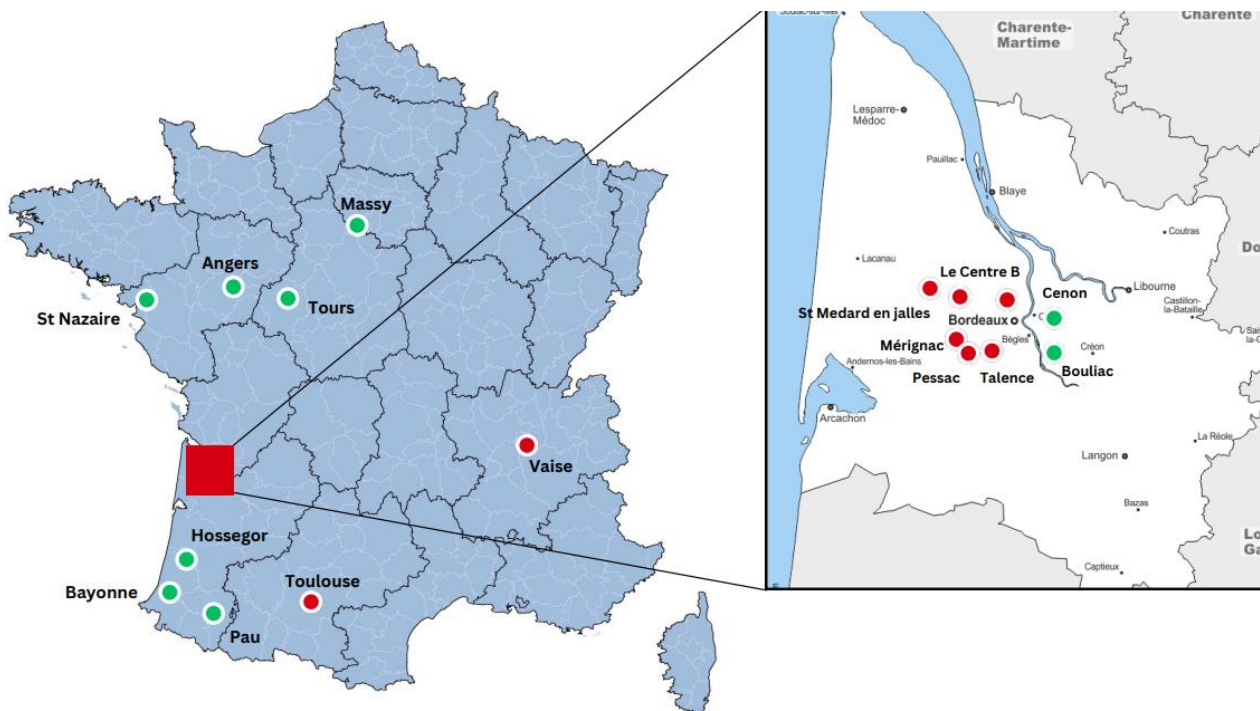 Massy
Angers
Tours
St Nazaire
Vaise
Hossegor
Bayonne
Toulouse
Pau
Charente-
Martime
Charente
Lesparre-
Médoc
Pauillac
Blaye
Coutras
Lacanau
Le Centre B
Libourne
Cenon
St Medard en jalles
Castillon-
la-Bataille
Bordeaux
Bègles
Mérignac
Créon
Andernos-les-Bains
Pessac
Talence
Bouliac
Arcachon
La Réole
Langon
Bazas
Captieux